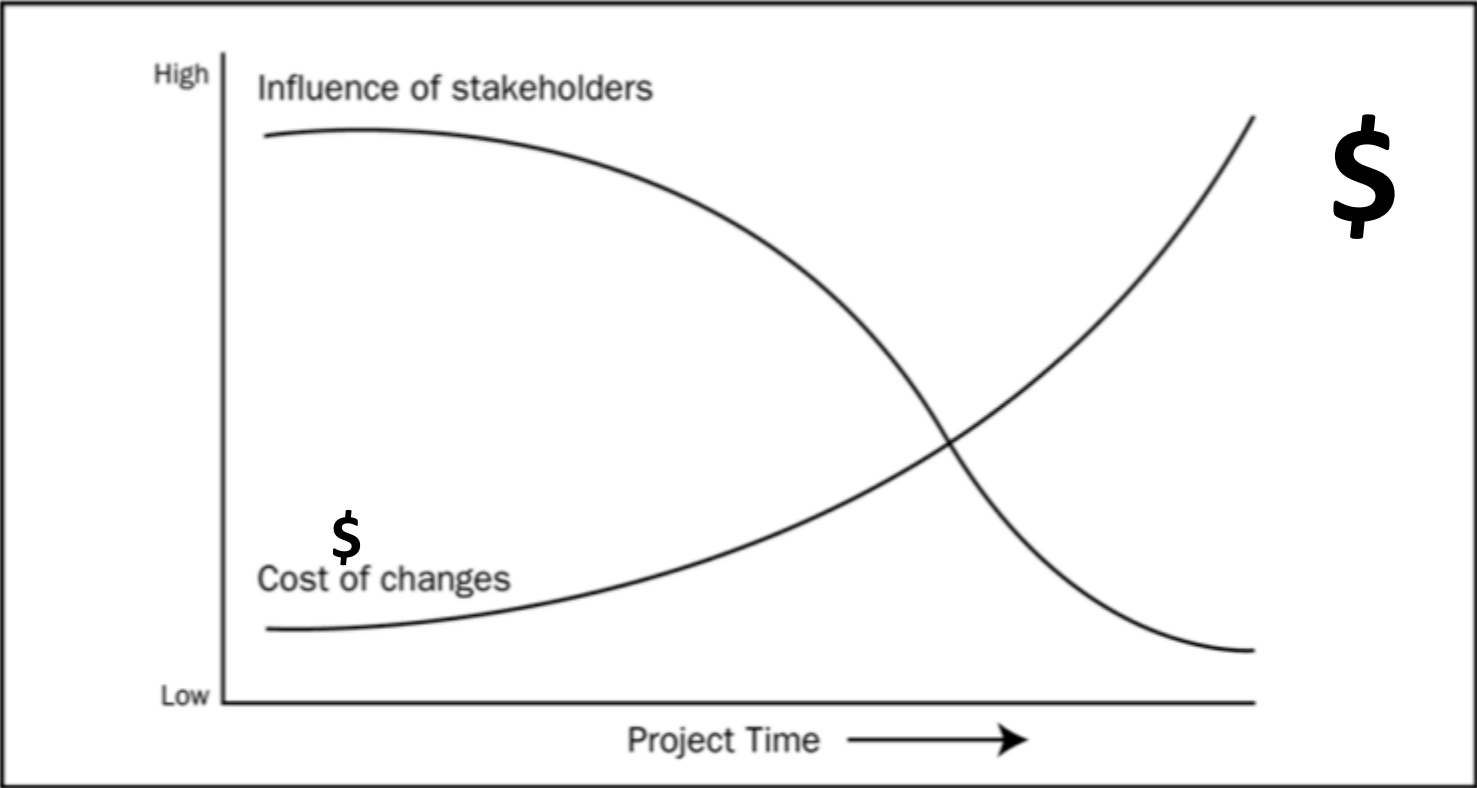 High
Influence of stakeholders
$
$
Cost of changes
Low
Project Time